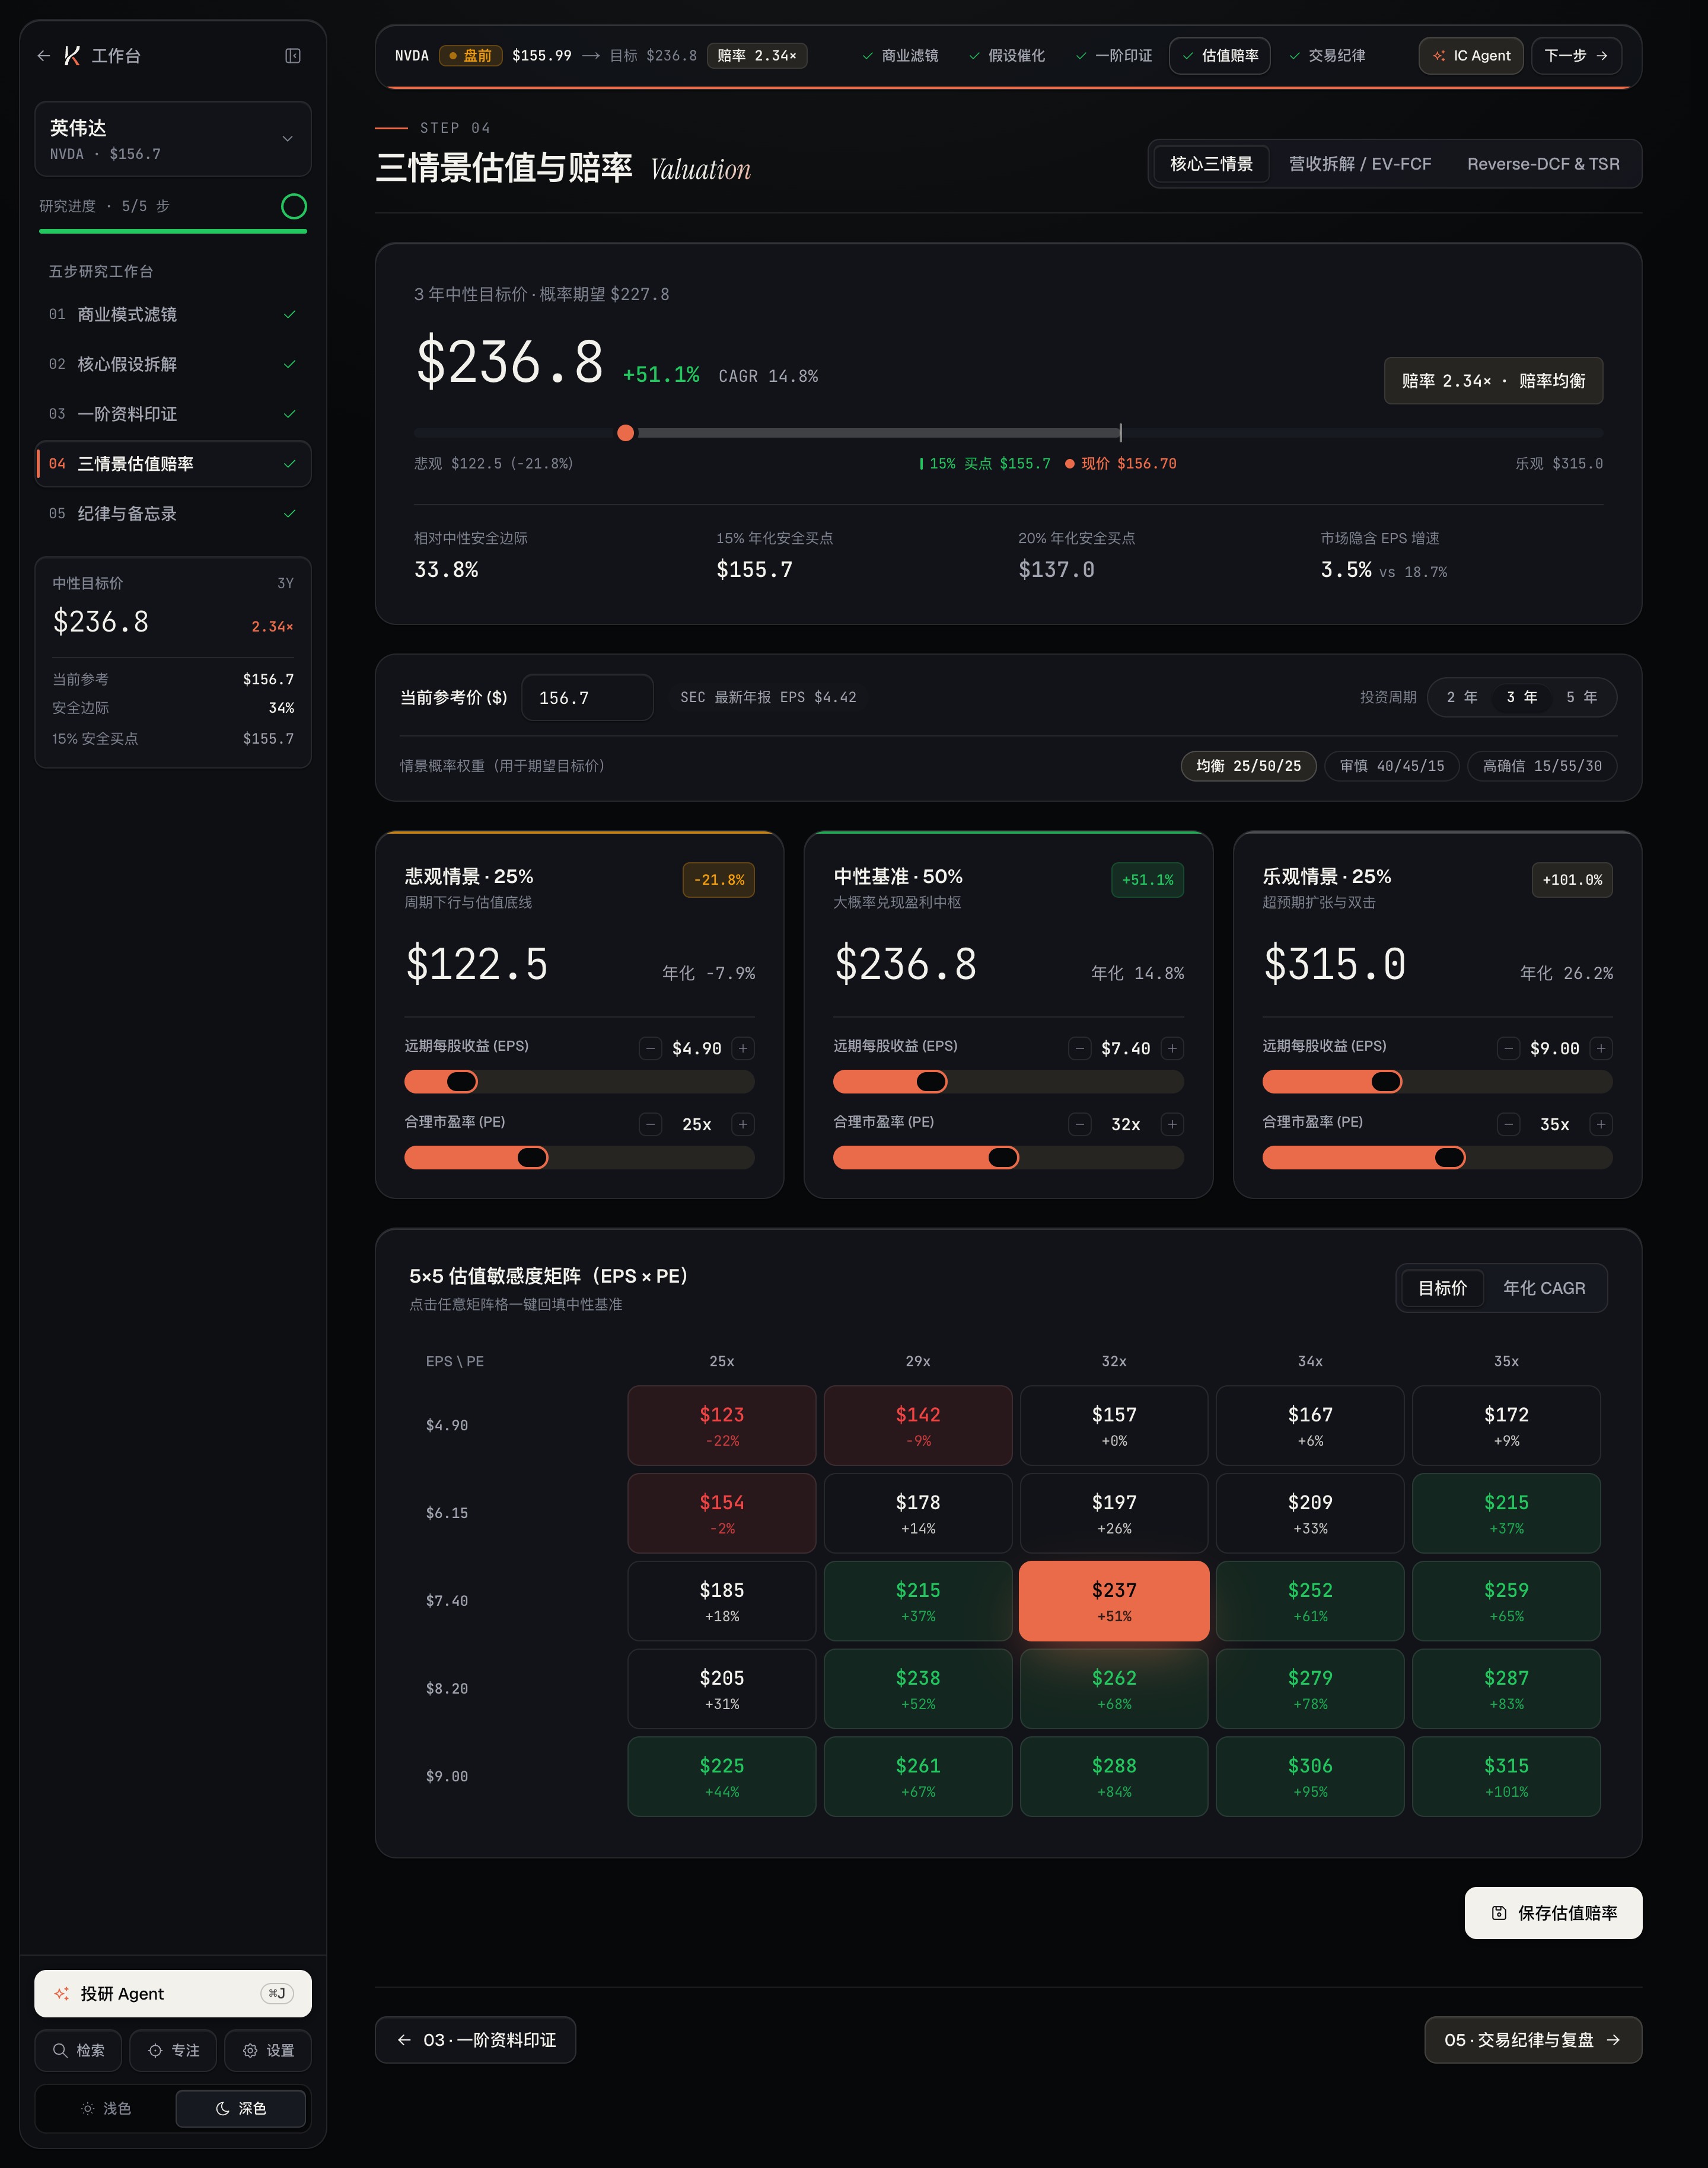 工作台
英伟达
NVDA · $156.7
研究进度 · 5/5 步
五步研究工作台
01 商业模式滤镜
02 核心假设拆解
03 一阶资料印证
04 三情景估值赔率
05 纪律与备忘录
中性目标价 3Y
$236.8 2.34×
当前参考 $156.7
安全边际 34%
15% 安全买点 $155.7
投研 Agent ⌘J
检索 专注 设置
浅色 深色
NVDA 盘前 $155.99 → 目标 $236.8 赔率 2.34× 商业滤镜 假设催化 一阶印证 估值赔率 交易纪律 IC Agent 下一步 →
STEP 04
三情景估值与赔率 Valuation
核心三情景 营收拆解 / EV-FCF Reverse-DCF & TSR
3 年中性目标价 · 概率期望 $227.8
$236.8 +51.1% CAGR 14.8%
赔率 2.34× · 赔率均衡
悲观 $122.5 (-21.8%) 15% 买点 $155.7 现价 $156.70 乐观 $315.0
相对中性安全边际 15% 年化安全买点 20% 年化安全买点 市场隐含 EPS 增速
33.8% $155.7 $137.0 3.5% vs 18.7%
当前参考价 ($) 156.7 SEC 最新年报 EPS $4.42 投资周期 2 年 3 年 5 年
情景概率权重（用于期望目标价） 均衡 25/50/25 审慎 40/45/15 高确信 15/55/30
悲观情景 · 25% -21.8%
周期下行与估值底线
$122.5 年化 -7.9%
远期每股收益 (EPS) − $4.90 +
合理市盈率 (PE) − 25x +
中性基准 · 50% +51.1%
大概率兑现盈利中枢
$236.8 年化 14.8%
远期每股收益 (EPS) − $7.40 +
合理市盈率 (PE) − 32x +
乐观情景 · 25% +101.0%
超预期扩张与双击
$315.0 年化 26.2%
远期每股收益 (EPS) − $9.00 +
合理市盈率 (PE) − 35x +
5×5 估值敏感度矩阵（EPS × PE）
点击任意矩阵格一键回填中性基准
目标价 年化 CAGR
EPS \ PE 25x 29x 32x 34x 35x
$4.90 $123 $142 $157 $167 $172
-22% -9% +0% +6% +9%
$6.15 $154 $178 $197 $209 $215
-2% +14% +26% +33% +37%
$7.40 $185 $215 $237 $252 $259
+18% +37% +51% +61% +65%
$8.20 $205 $238 $262 $279 $287
+31% +52% +68% +78% +83%
$9.00 $225 $261 $288 $306 $315
+44% +67% +84% +95% +101%
保存估值赔率
← 03 · 一阶资料印证
05 · 交易纪律与复盘 →